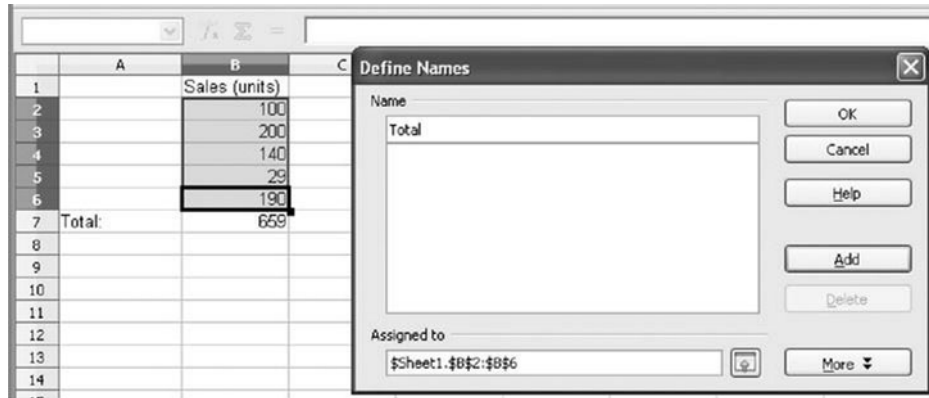 A B C
1 Sales (units)
2 100
3 200
4 140
5 29
6 190
7 Total: 659
8
9
10
11
12
13
14
Define Names
Name
Total
OK
Cancel
Help
Add
Delete
Assigned to
$Sheet1.$B$2:$B$6
More